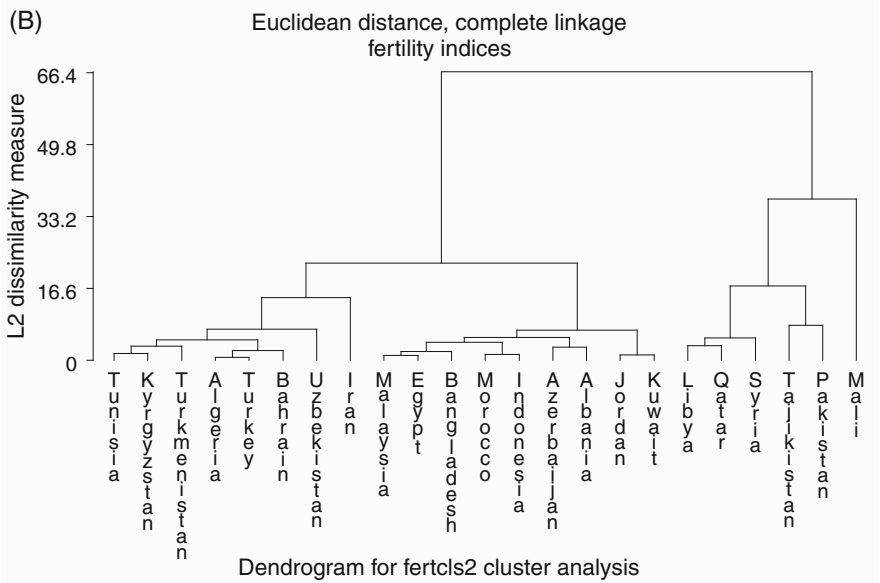 (B)
Euclidean distance, complete linkage
fertility indices
L2 dissimilarity measure
66.4
49.8
33.2
16.6
0
Tunisia
Kyrgyzstan
Turkmenistan
Algeria
Turkey
Bahrain
Uzbekistan
Iran
Malaysia
Egypt
Bangladesh
Morocco
Indonesia
Azerbaijan
Albania
Jordan
Kuwait
Libya
Qatar
Syria
Tajikistan
Pakistan
Mali
Dendrogram for fertcls2 cluster analysis